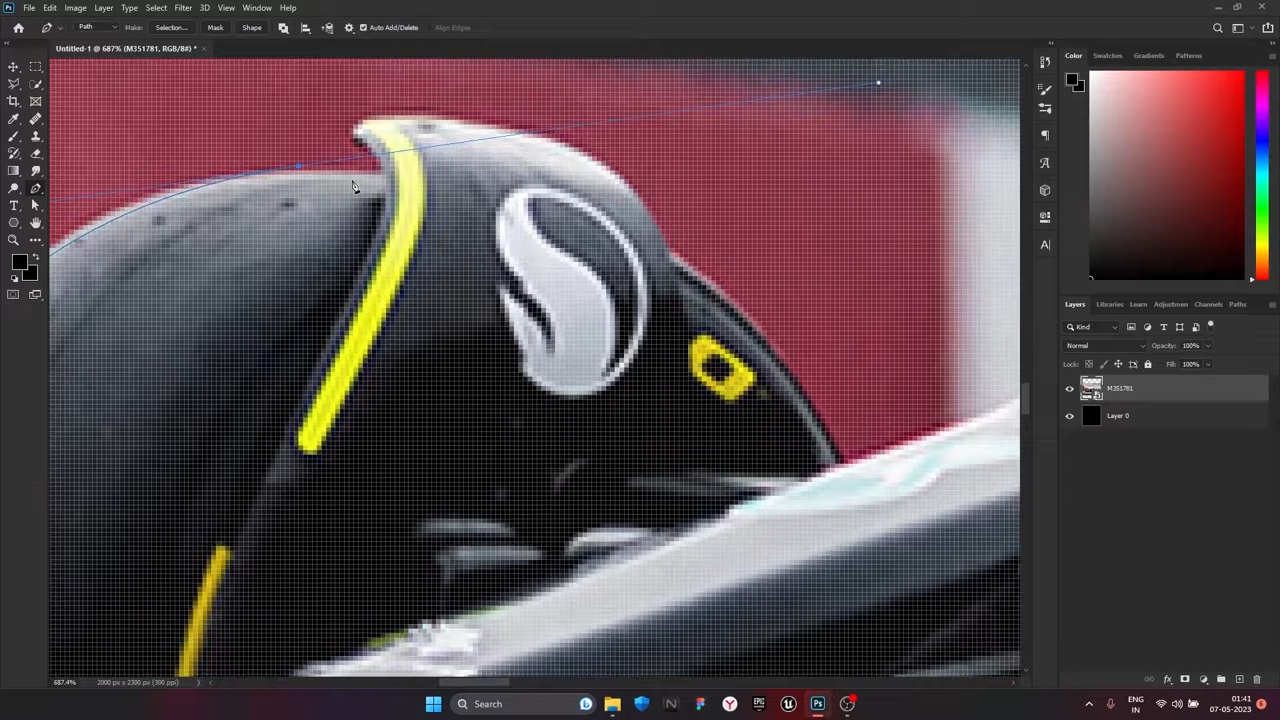 File Edit Image Layer Type Select Filter 3D View Window Help
Path Make: Selection... Mask Shape Auto Add/Delete Align Edges
Untitled-1 @ 687% (M351781, RGB/8#) *
Color Swatches Gradients Patterns
Layers Libraries Learn Adjustmen Channels Paths
Kind
Normal Opacity: 100%
Lock: Fill: 100%
M351781
Layer 0
687.4% 2000 px x 2300 px (300 ppi)
Search
ENG
IN
01:41
07-05-2023